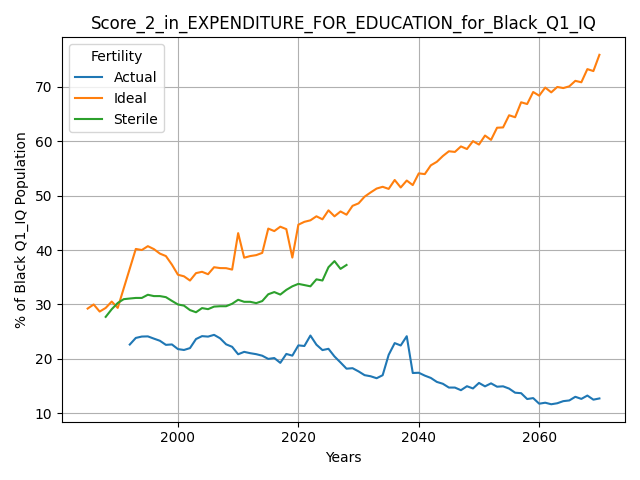 Score_2_in_EXPENDITURE_FOR_EDUCATION_for_Black_Q1_IQ
Fertility
Actual
Ideal
Sterile
% of Black Q1_IQ Population
70
60
50
40
30
20
10
2000
2020
2040
2060
Years